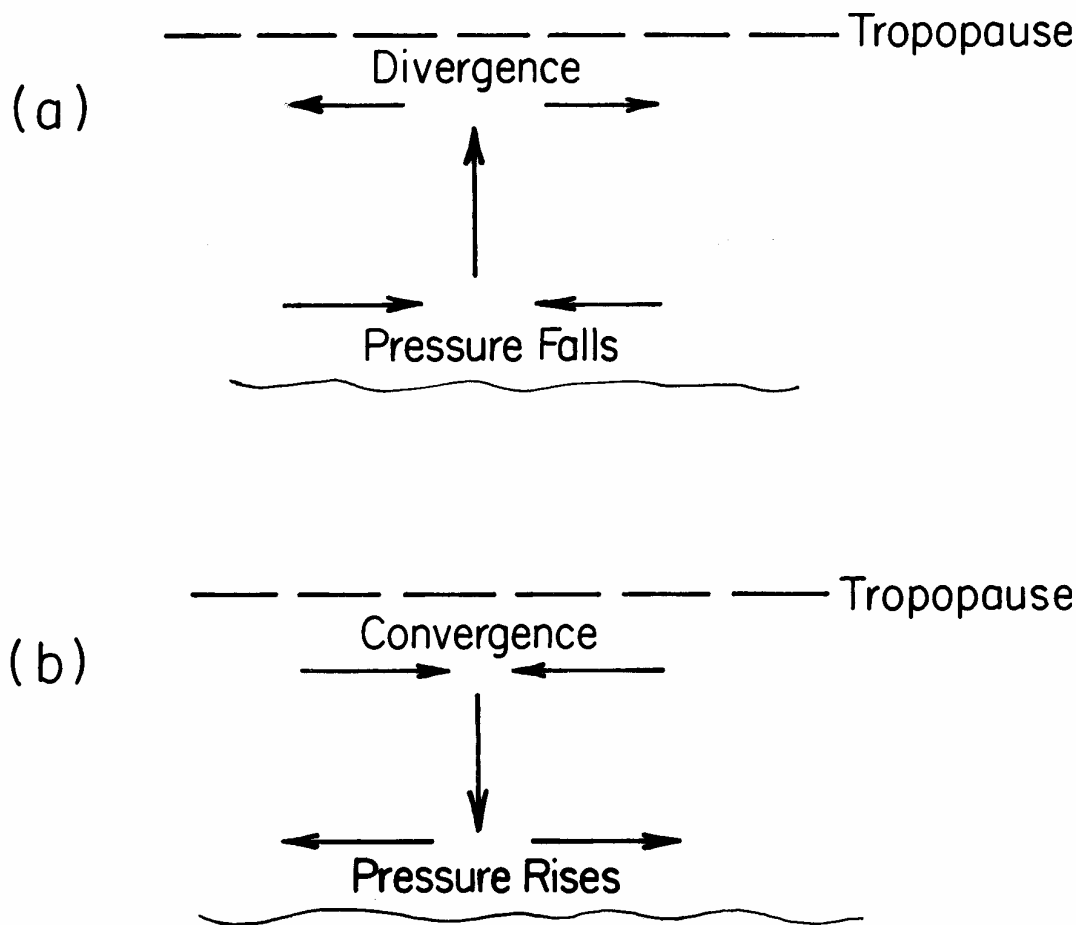 Tropopause
Divergence
(a)
Pressure Falls
Tropopause
Convergence
(b)
Pressure Rises